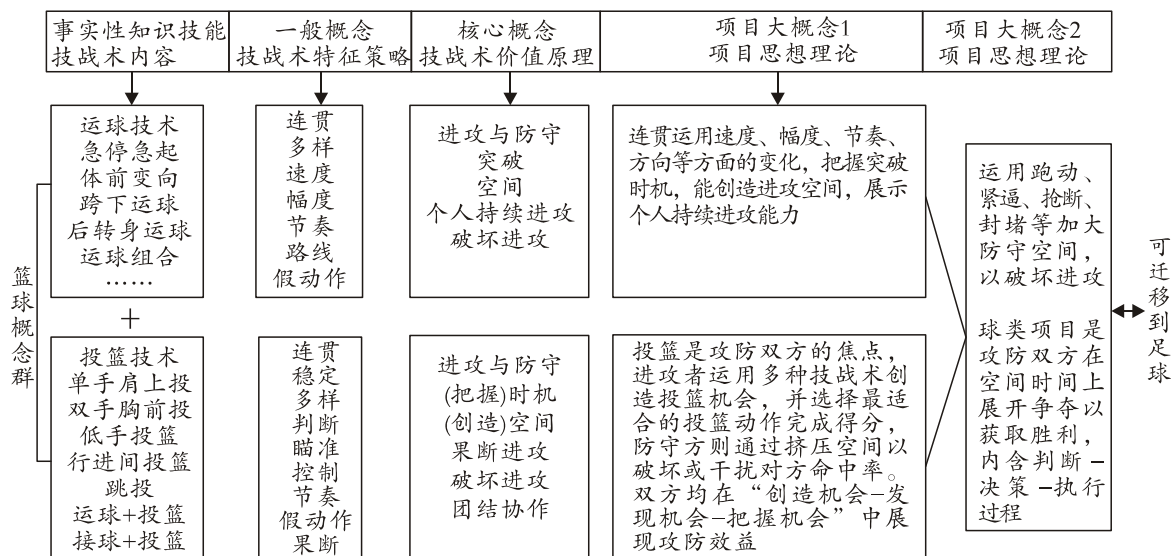 事实性知识技能
技战术内容
一般概念
技战术特征策略
核心概念
技战术价值原理
项目大概念1
项目思想理论
项目大概念2
项目思想理论
篮球概念群
运球技术
急停急起
体前变向
跨下运球
后转身运球
运球组合
……
连贯
多样
速度
幅度
节奏
路线
假动作
进攻与防守
突破
空间
个人持续进攻
破坏进攻
连贯运用速度、幅度、节奏、
方向等方面的变化，把握突破
时机，能创造进攻空间，展示
个人持续进攻能力
+
投篮技术
单手肩上投
双手胸前投
低手投篮
行进间投篮
跳投
运球+投篮
接球+投篮
连贯
稳定
多样
判断
瞄准
控制
节奏
假动作
果断
进攻与防守
(把握)时机
(创造)空间
果断进攻
破坏进攻
团结协作
投篮是攻防双方的焦点，
进攻者运用多种技战术创
造投篮机会，并选择最适
合的投篮动作完成得分，
防守方则通过挤压空间以
破坏或干扰对方命中率。
双方均在“创造机会–发
现机会–把握机会”中展
现攻防效益
运用跑动、
紧逼、抢断、
封堵等加大
防守空间，
以破坏进攻
球类项目是
攻防双方在
空间时间上
展开争夺以
获取胜利，
内含判断–
决策–执行
过程
可迁移到足球